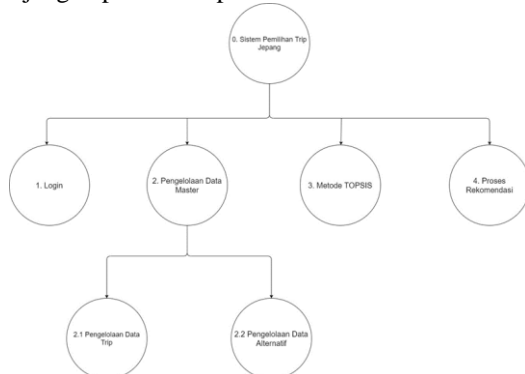 0. Sistem Pemilihan Trip
Jepang
1. Login
2. Pengelolaan Data
Master
3. Metode TOPSIS
4. Proses
Rekomendasi
2.1 Pengelolaan Data
Trip
2.2 Pengelolaan Data
Alternatif